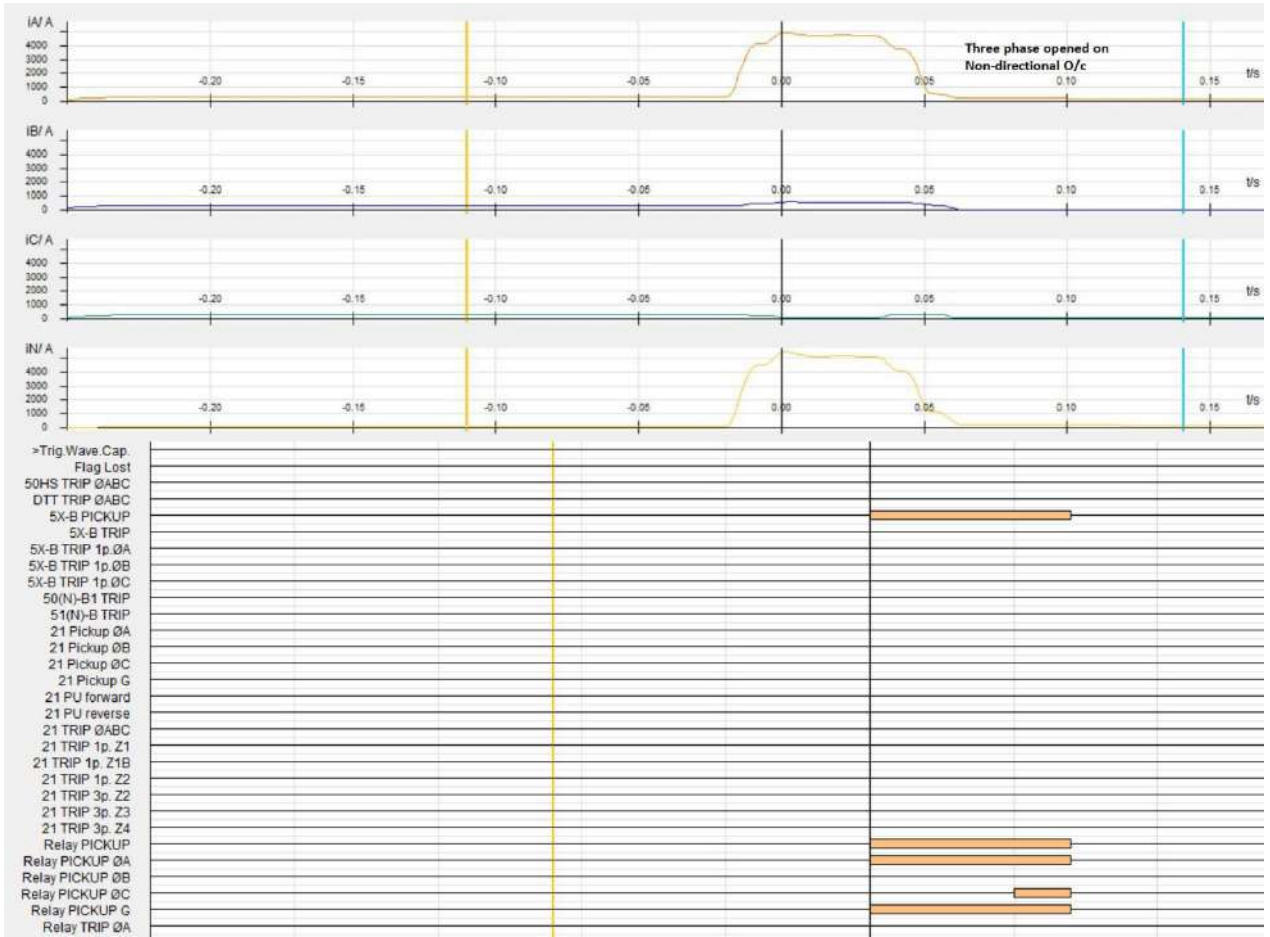 iA/ A
4000
3000
2000
1000
0
-0.20
-0.15
-0.10
-0.05
0.00
0.05
0.10
0.15
t/s
Three phase opened on
Non-directional O/c
iB/ A
4000
3000
2000
1000
0
-0.20
-0.15
-0.10
-0.05
0.00
0.05
0.10
0.15
t/s
iC/ A
4000
3000
2000
1000
0
-0.20
-0.15
-0.10
-0.05
0.00
0.05
0.10
0.15
t/s
iN/ A
4000
3000
2000
1000
0
-0.20
-0.15
-0.10
-0.05
0.00
0.05
0.10
0.15
t/s
>Trig.Wave.Cap.
Flag Lost
50HS TRIP ØABC
DTT TRIP ØABC
5X-B PICKUP
5X-B TRIP
5X-B TRIP 1p.ØA
5X-B TRIP 1p.ØB
5X-B TRIP 1p.ØC
50(N)-B1 TRIP
51(N)-B TRIP
21 Pickup ØA
21 Pickup ØB
21 Pickup ØC
21 Pickup G
21 PU forward
21 PU reverse
21 TRIP ØABC
21 TRIP 1p. Z1
21 TRIP 1p. Z1B
21 TRIP 1p. Z2
21 TRIP 3p. Z2
21 TRIP 3p. Z3
21 TRIP 3p. Z4
Relay PICKUP
Relay PICKUP ØA
Relay PICKUP ØB
Relay PICKUP ØC
Relay PICKUP G
Relay TRIP ØA